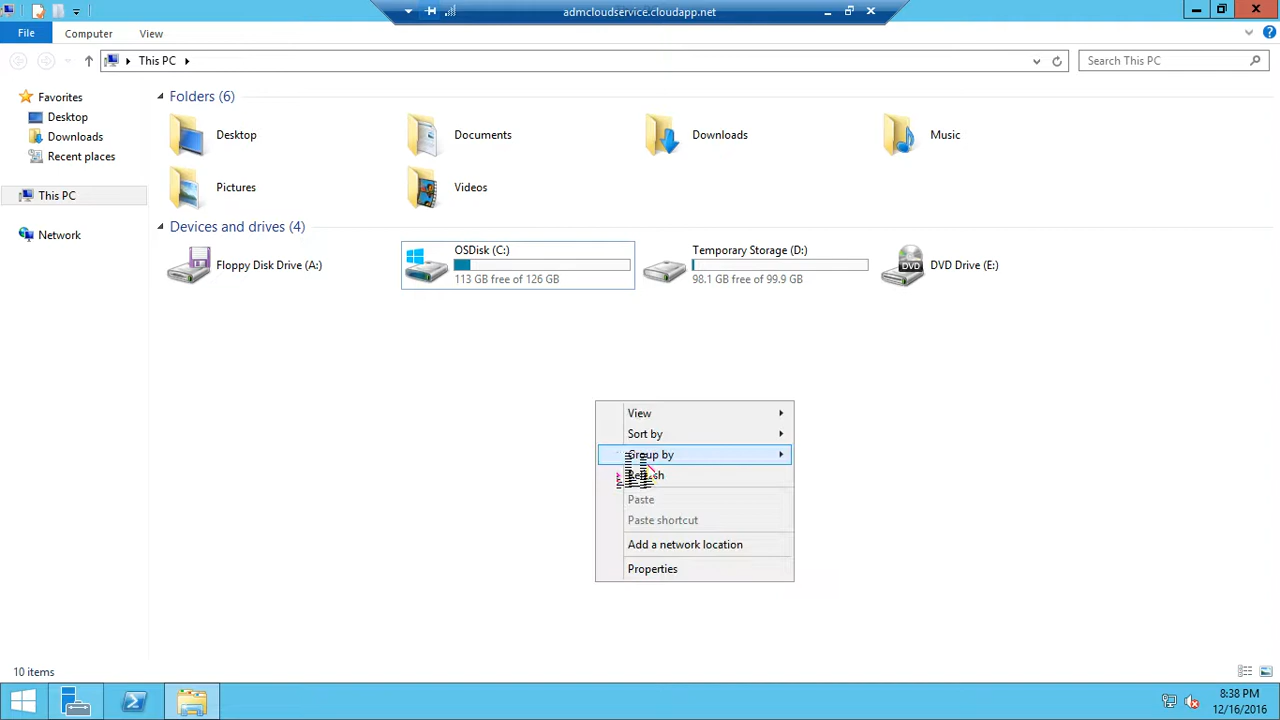 admcloudservice.cloudapp.net
File Computer View
This PC
Search This PC
Favorites
Desktop
Downloads
Recent places
This PC
Network
Folders (6)
Desktop Documents Downloads Music
Pictures Videos
Devices and drives (4)
Floppy Disk Drive (A:)
OSDisk (C:)
113 GB free of 126 GB
Temporary Storage (D:)
98.1 GB free of 99.9 GB
DVD Drive (E:)
DVD
View
Sort by
Group by
Refresh
Paste
Paste shortcut
Add a network location
Properties
10 items
8:38 PM
12/16/2016